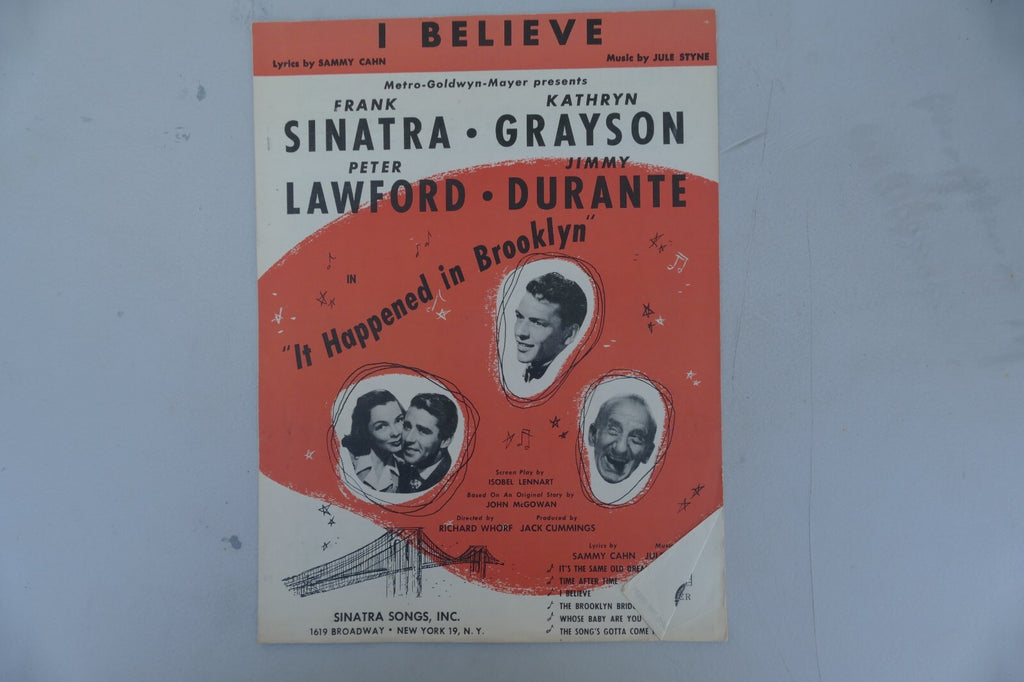 I BELIEVE
Lyrics by SAMMY CAHN Music by JULE STYNE
Metro-Goldwyn-Mayer presents
FRANK KATHRYN
SINATRA • GRAYSON
PETER JIMMY
LAWFORD • DURANTE
IN
"It Happened in Brooklyn"
Screen Play by
ISOBEL LENNART
Based On An Original Story by
JOHN McGOWAN
Directed by Produced by
RICHARD WHORF JACK CUMMINGS
Lyrics by
SAMMY CAHN
IT'S THE SAME OLD
TIME AFTER TIME
I BELIEVE
THE BROOKLYN
WHOSE BABY ARE YOU
THE SONG'S GOTTA COME
SINATRA SONGS, INC.
1619 BROADWAY • NEW YORK 19, N. Y.